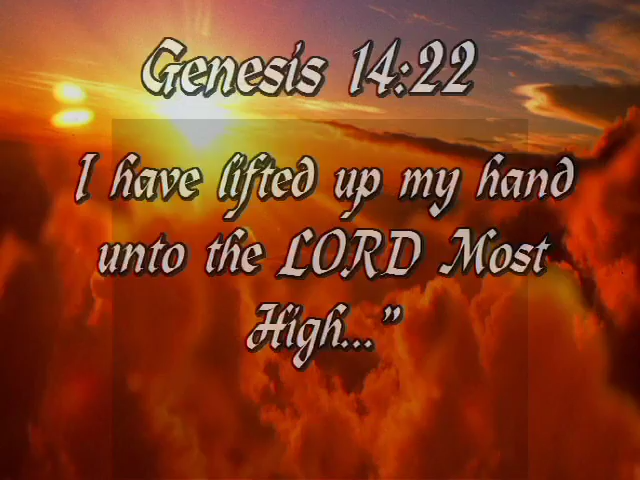 Genesis 14:22
I have lifted up my hand
unto the LORD Most
High..."